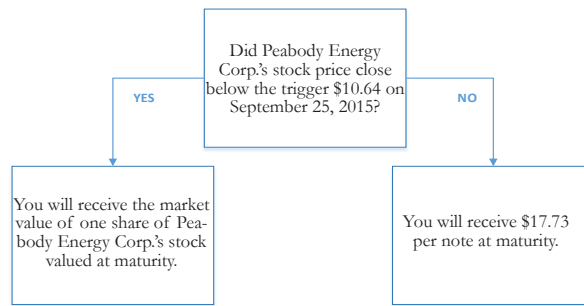 Did Peabody Energy
Corp.'s stock price close
below the trigger $10.64 on
September 25, 2015?
YES
NO
You will receive the market
value of one share of Pea-
body Energy Corp.'s stock
valued at maturity.
You will receive $17.73
per note at maturity.